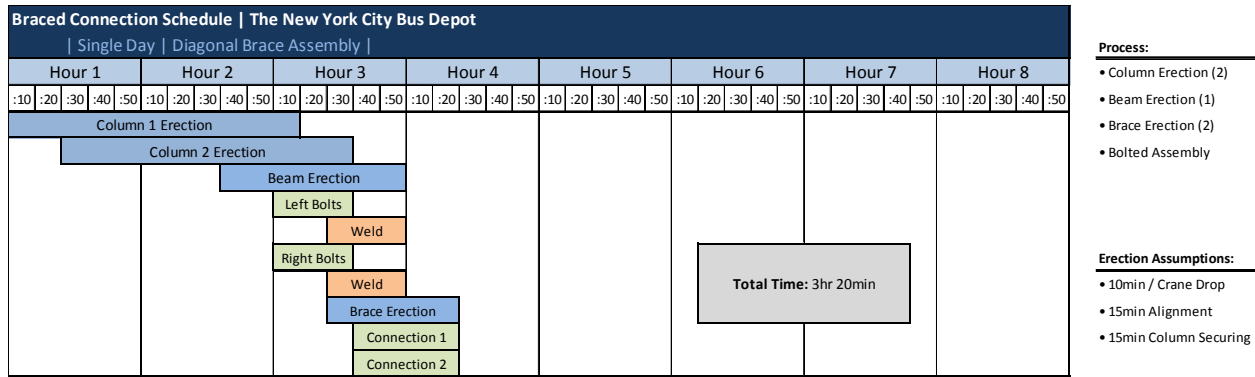 Braced Connection Schedule | The New York City Bus Depot
| Single Day | Diagonal Brace Assembly |
Hour 1 Hour 2 Hour 3 Hour 4 Hour 5 Hour 6 Hour 7 Hour 8
:10 :20 :30 :40 :50 :10 :20 :30 :40 :50 :10 :20 :30 :40 :50 :10 :20 :30 :40 :50 :10 :20 :30 :40 :50 :10 :20 :30 :40 :50 :10 :20 :30 :40 :50 :10 :20 :30 :40 :50
Column 1 Erection
Column 2 Erection
Beam Erection
Left Bolts
Weld
Right Bolts
Weld
Brace Erection
Connection 1
Connection 2
Total Time: 3hr 20min
Process:
• Column Erection (2)
• Beam Erection (1)
• Brace Erection (2)
• Bolted Assembly
Erection Assumptions:
• 10min / Crane Drop
• 15min Alignment
• 15min Column Securing